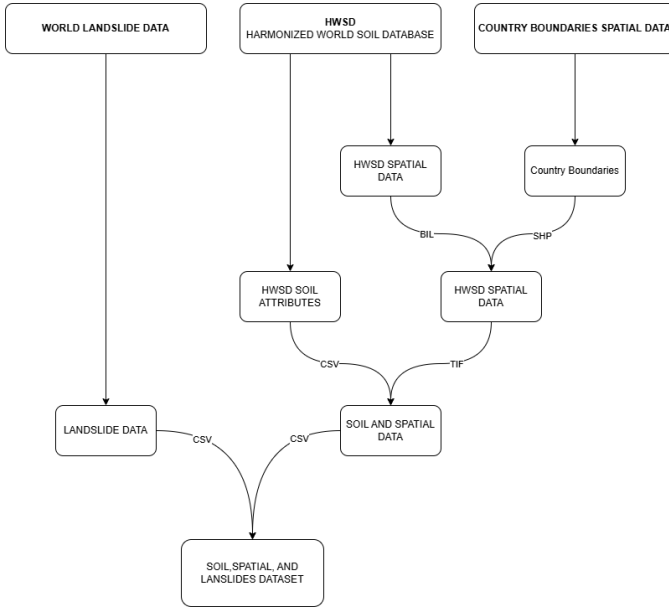 WORLD LANDSLIDE DATA
HWSD
HARMONIZED WORLD SOIL DATABASE
COUNTRY BOUNDARIES SPATIAL DATA
HWSD SPATIAL
DATA
Country Boundaries
BIL
SHP
HWSD SOIL
ATTRIBUTES
HWSD SPATIAL
DATA
CSV
TIF
LANDSLIDE DATA
SOIL AND SPATIAL
DATA
CSV
CSV
SOIL,SPATIAL, AND
LANSLIDES DATASET